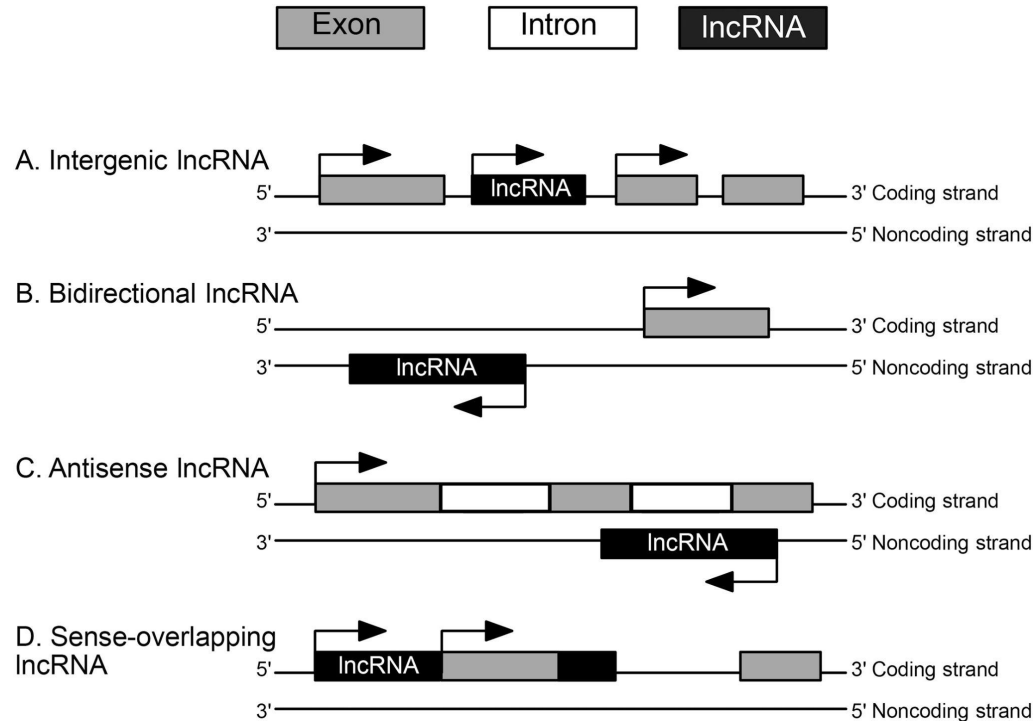 Exon Intron lncRNA
A. Intergenic lncRNA
5' lncRNA 3' Coding strand
3' 5' Noncoding strand
B. Bidirectional lncRNA
5' 3' Coding strand
3' lncRNA 5' Noncoding strand
C. Antisense lncRNA
5' 3' Coding strand
3' lncRNA 5' Noncoding strand
D. Sense-overlapping
lncRNA
5' lncRNA 3' Coding strand
3' 5' Noncoding strand